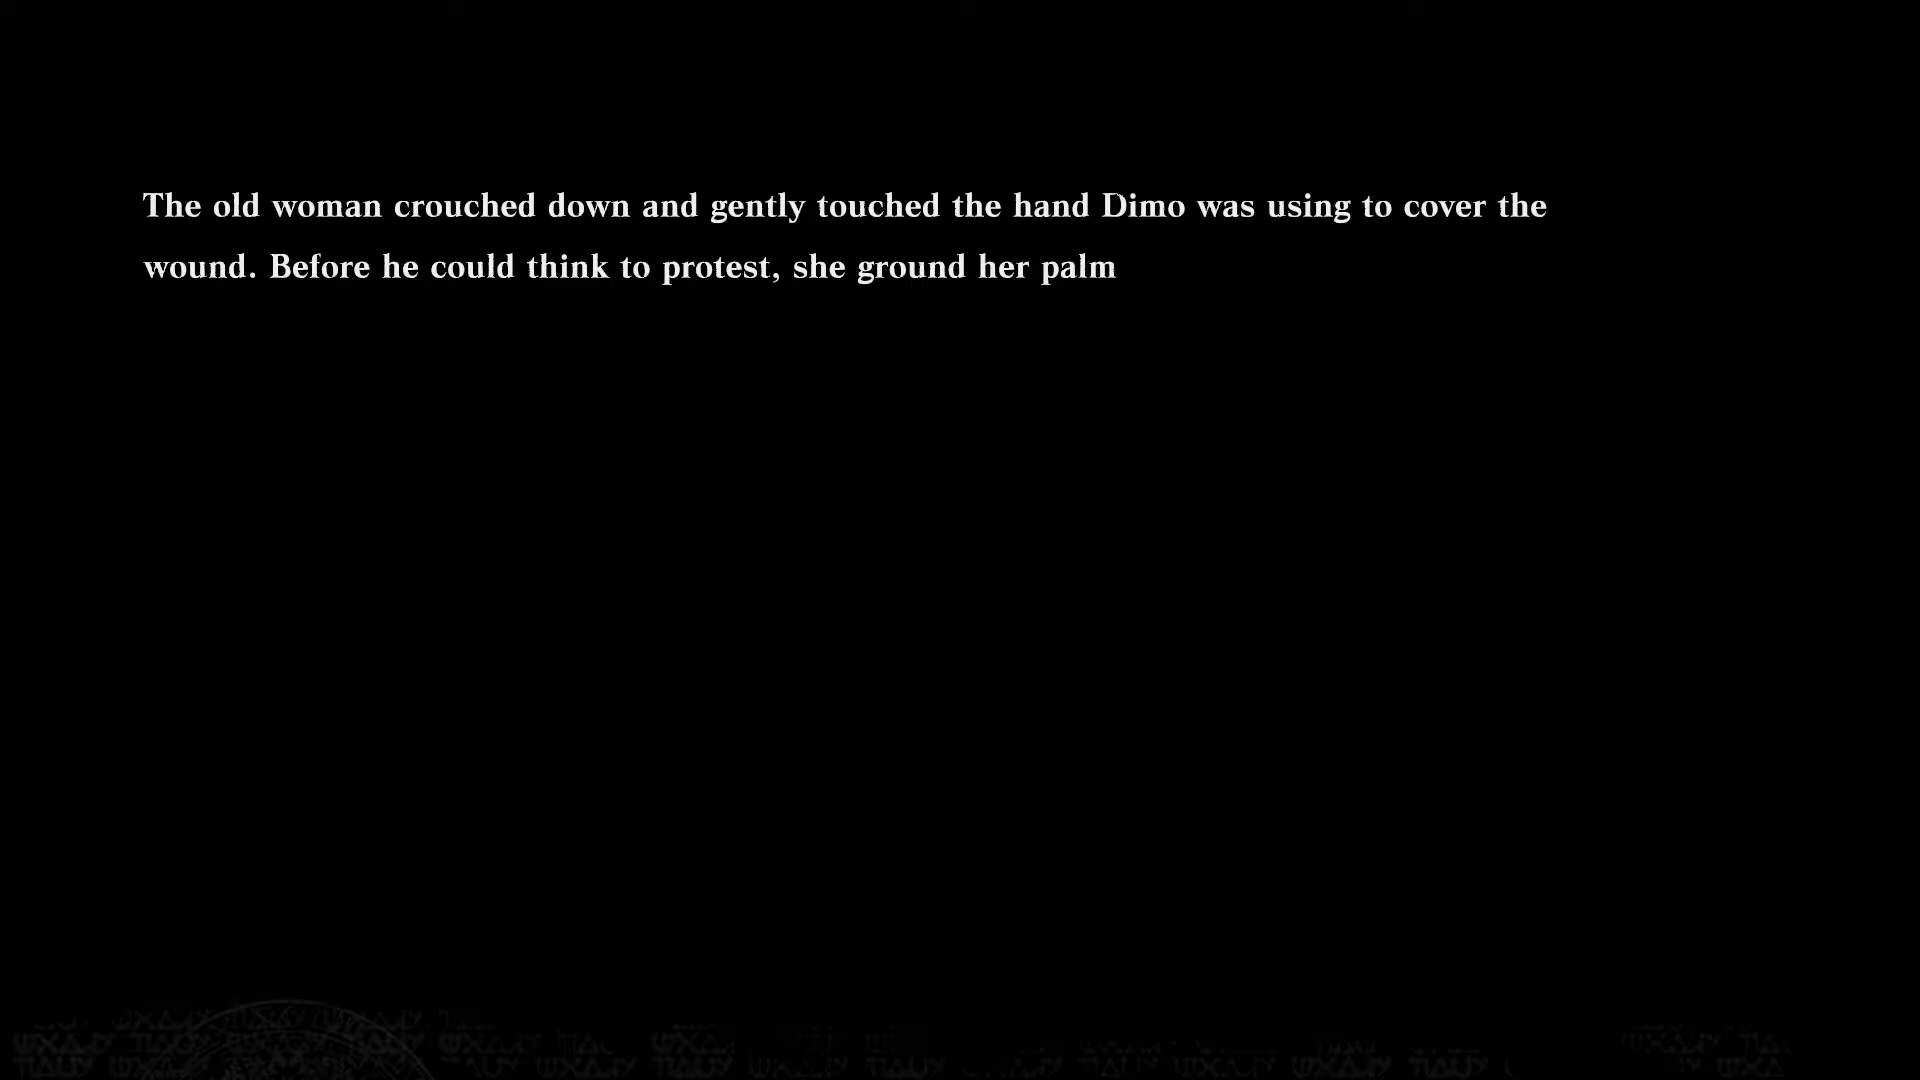 The old woman crouched down and gently touched the hand Dimo was using to cover the
wound. Before he could think to protest, she ground her palm